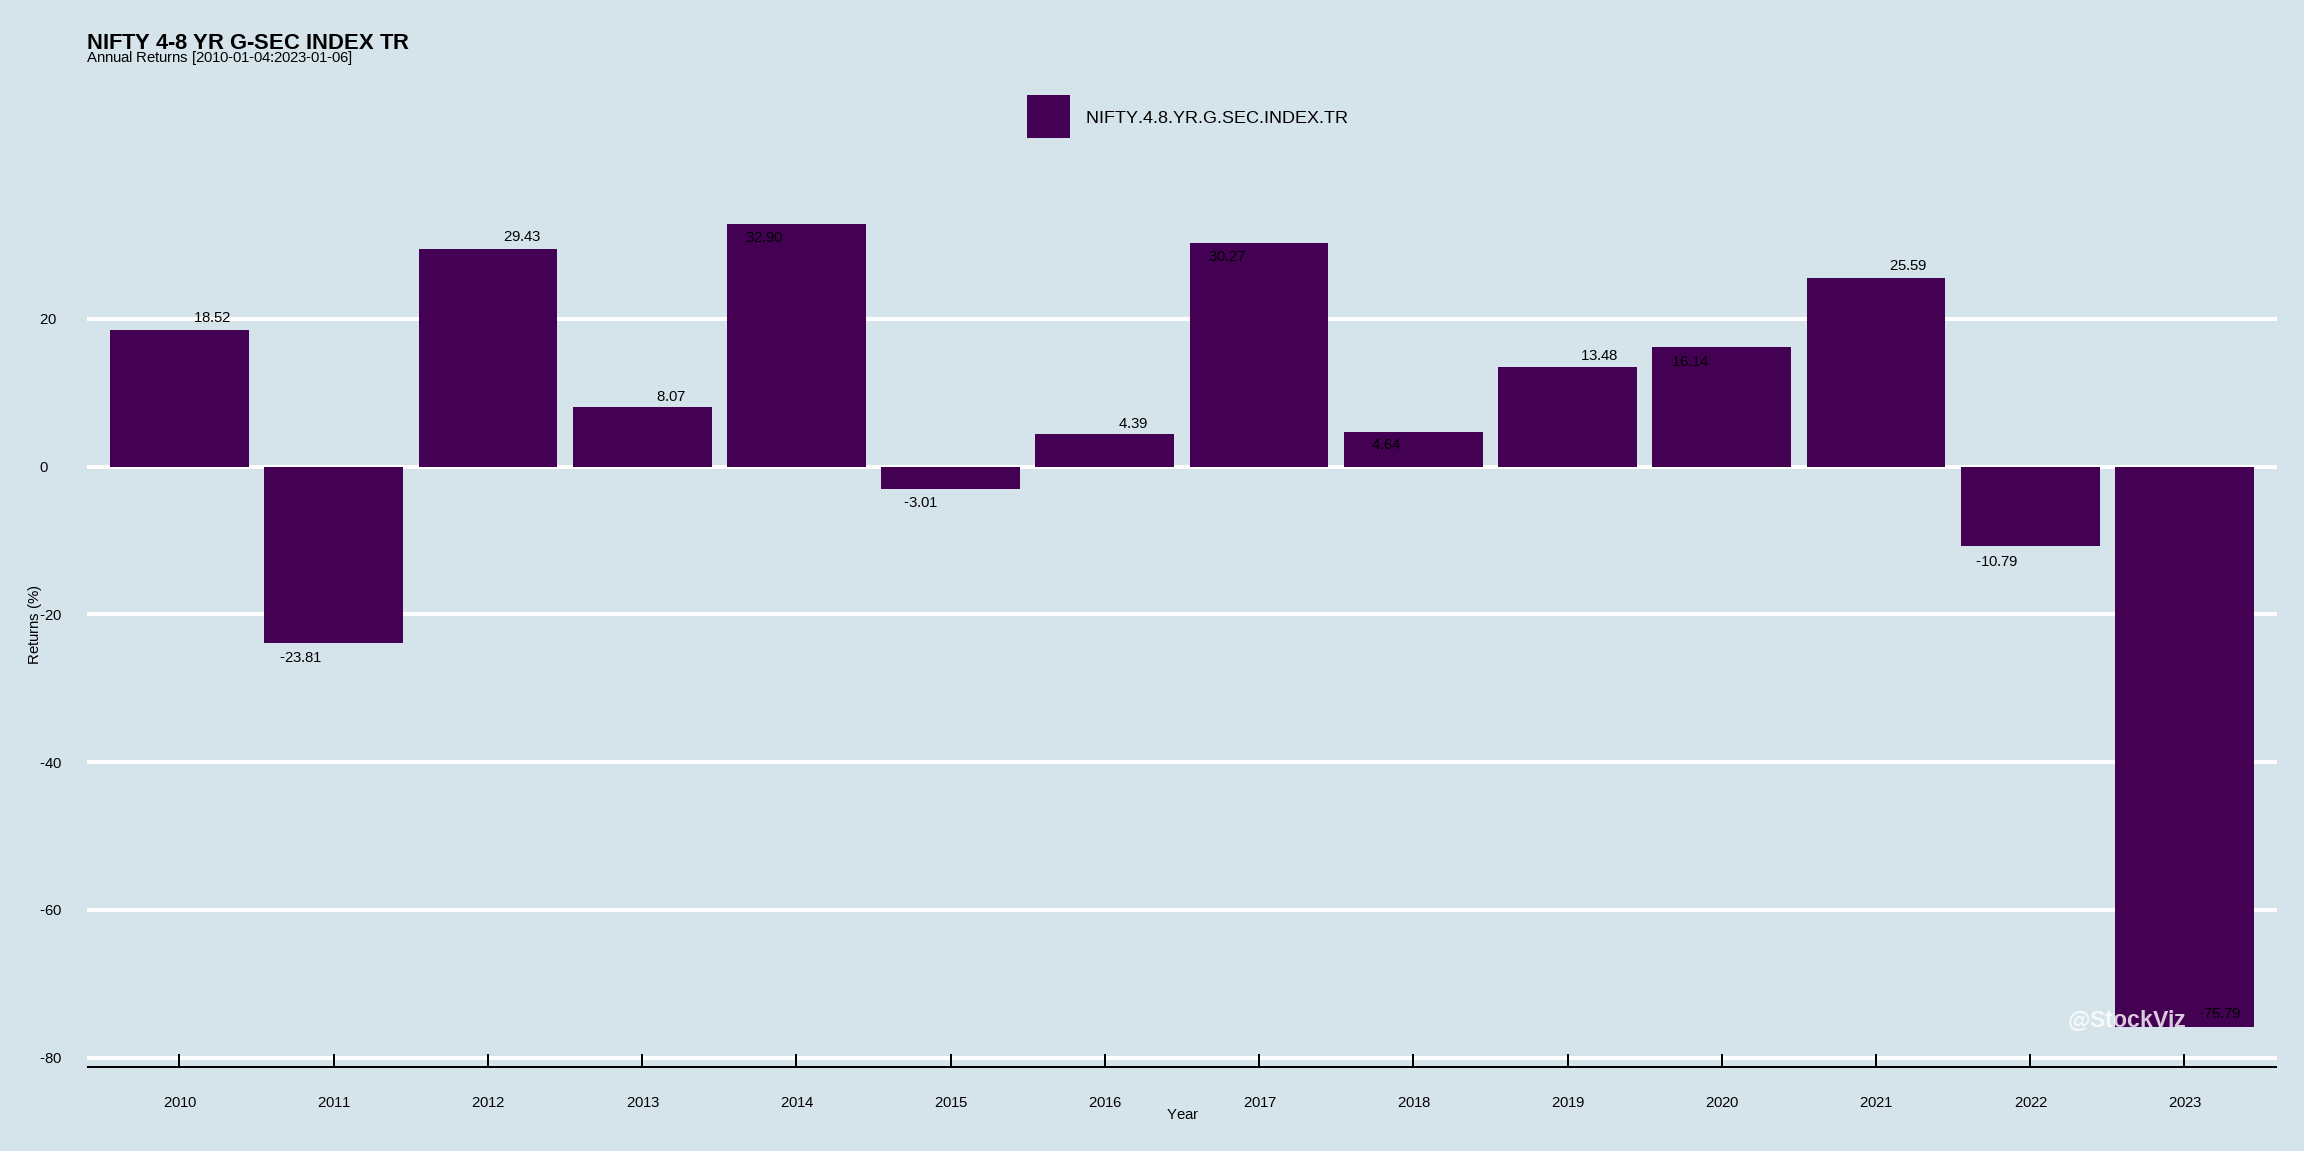 NIFTY 4-8 YR G-SEC INDEX TR
Annual Returns [2010-01-04:2023-01-06]
NIFTY.4.8.YR.G.SEC.INDEX.TR
18.52
-23.81
29.43
8.07
32.90
-3.01
4.39
30.27
4.64
13.48
16.14
25.59
-10.79
-75.79
20
0
-20
-40
-60
-80
Returns (%)
@StockViz
2010 2011 2012 2013 2014 2015 2016 2017 2018 2019 2020 2021 2022 2023
Year